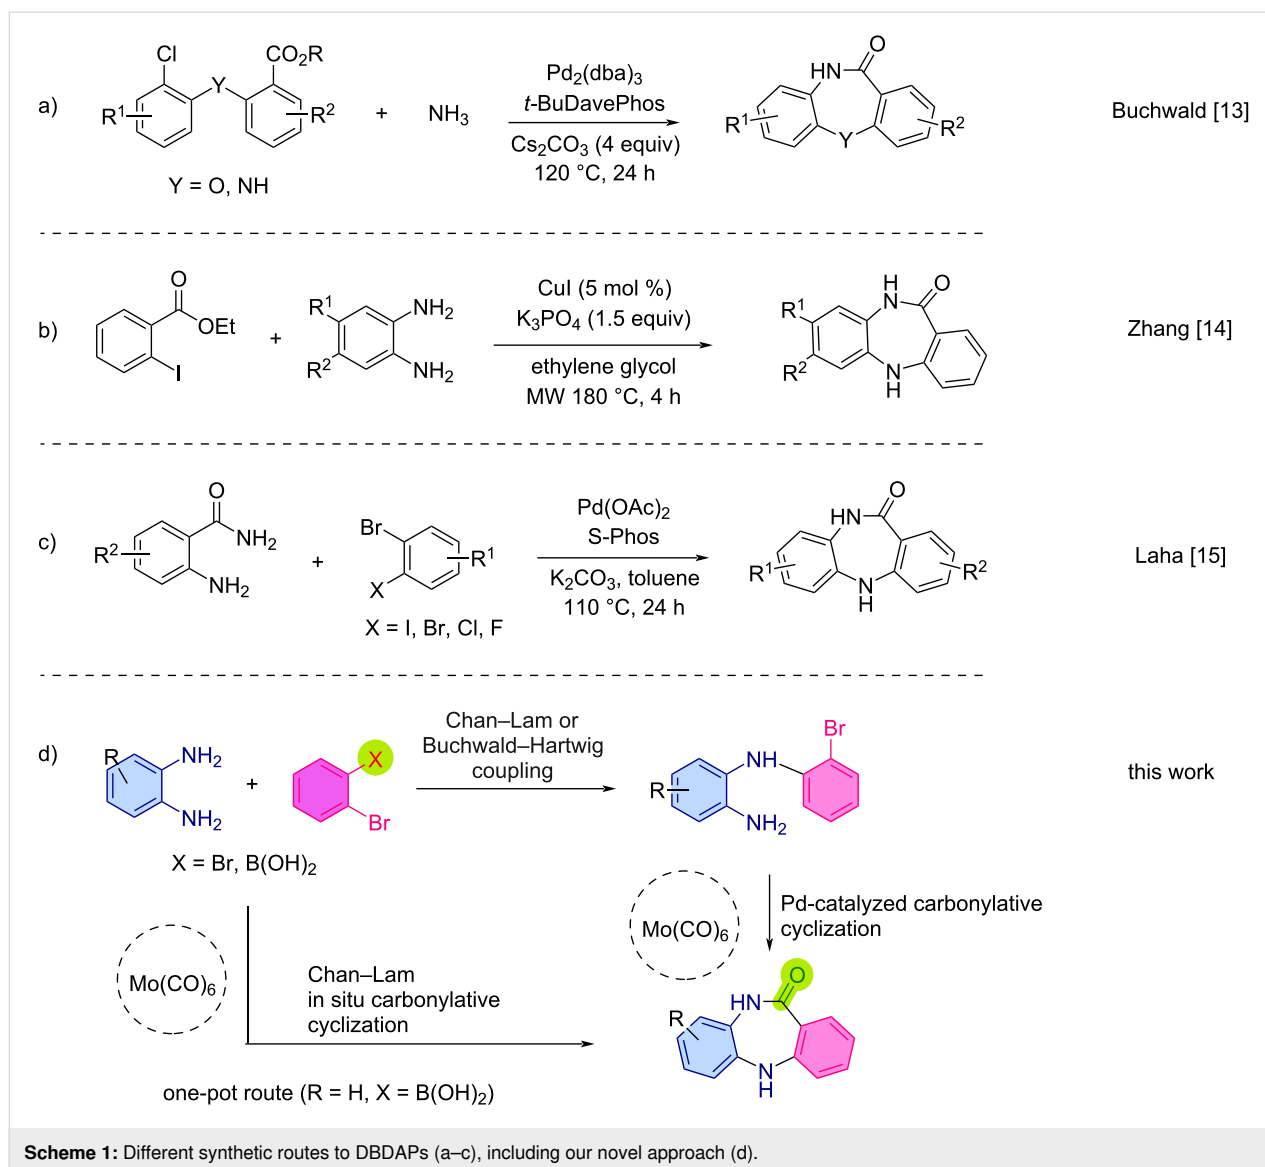 a)
Cl
CO₂R
Y
R¹
R²
+
NH₃
Pd₂(dba)₃
t-BuDavePhos
Cs₂CO₃ (4 equiv)
120 °C, 24 h
O
HN
R¹
Y
R²
Buchwald [13]
Y = O, NH
b)
O
OEt
I
+
R¹
NH₂
R²
NH₂
CuI (5 mol %)
K₃PO₄ (1.5 equiv)
ethylene glycol
MW 180 °C, 4 h
H
N
O
R¹
R²
N
H
Zhang [14]
c)
O
NH₂
R²
NH₂
+
Br
R¹
X
X = I, Br, Cl, F
Pd(OAc)₂
S-Phos
K₂CO₃, toluene
110 °C, 24 h
O
HN
R¹
R²
N
H
Laha [15]
d)
R
NH₂
NH₂
+
X
Br
X = Br, B(OH)₂
Chan–Lam or
Buchwald–Hartwig
coupling
Br
NH
R
NH₂
this work
Mo(CO)₆
Pd-catalyzed carbonylative
cyclization
Mo(CO)₆
Chan–Lam
in situ carbonylative
cyclization
O
HN
R
N
H
one-pot route (R = H, X = B(OH)₂)
Scheme 1: Different synthetic routes to DBDAPs (a–c), including our novel approach (d).